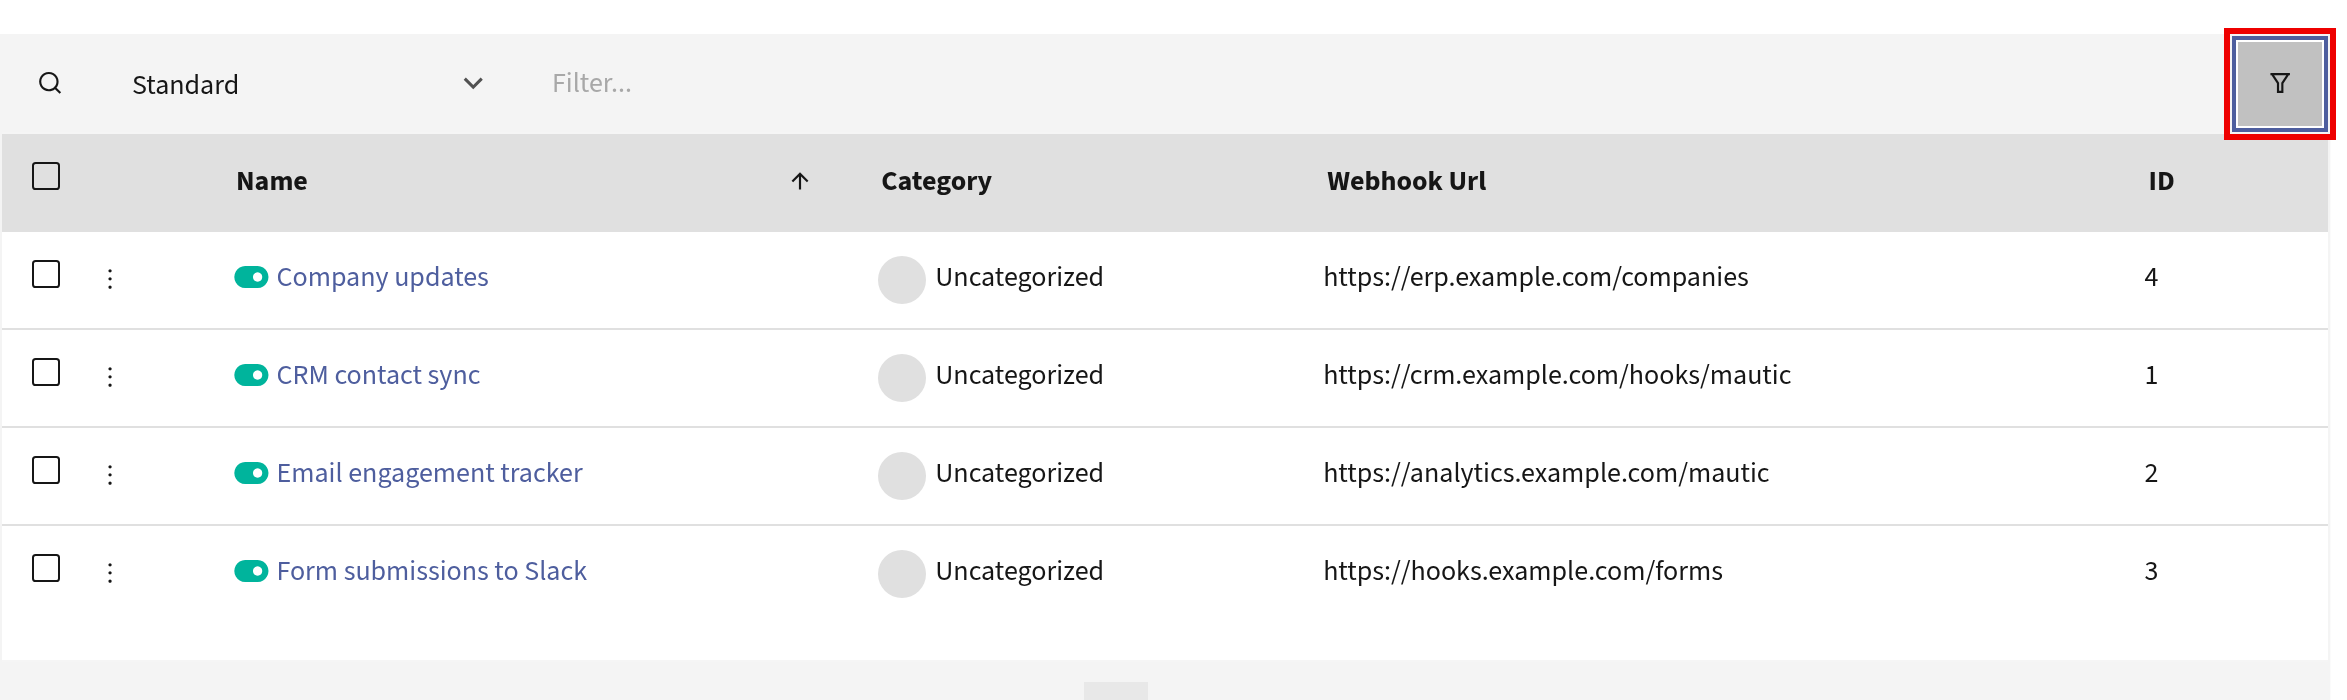 Standard Filter...
Name Category Webhook Url ID
Company updates Uncategorized https://erp.example.com/companies 4
CRM contact sync Uncategorized https://crm.example.com/hooks/mautic 1
Email engagement tracker Uncategorized https://analytics.example.com/mautic 2
Form submissions to Slack Uncategorized https://hooks.example.com/forms 3